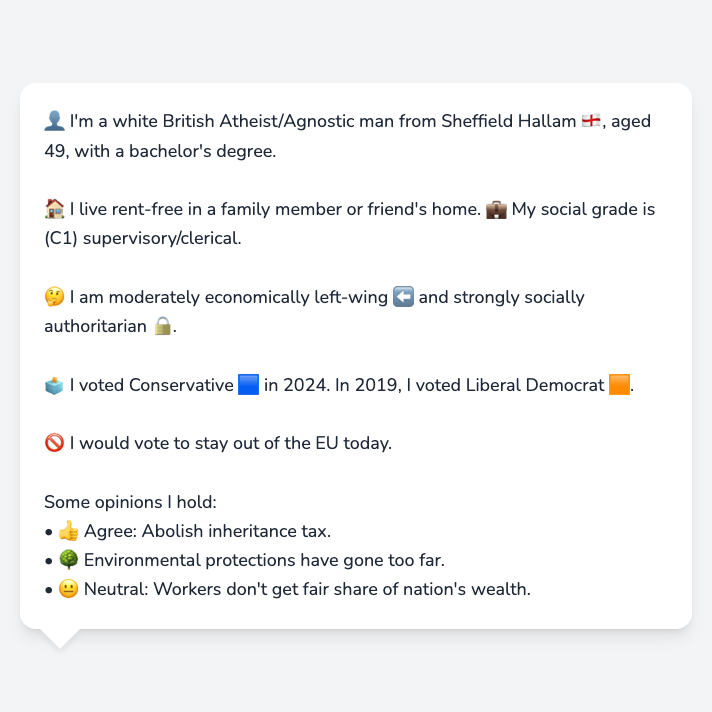 👤 I'm a white British Atheist/Agnostic man from Sheffield Hallam 🏴󠁧󠁢󠁥󠁮󠁧󠁿, aged
49, with a bachelor's degree.
🏠 I live rent-free in a family member or friend's home. 💼 My social grade is
(C1) supervisory/clerical.
🤔 I am moderately economically left-wing ⬅️ and strongly socially
authoritarian 🔒.
🗳️ I voted Conservative 🟦 in 2024. In 2019, I voted Liberal Democrat 🟧.
🚫 I would vote to stay out of the EU today.
Some opinions I hold:
• 👍 Agree: Abolish inheritance tax.
• 🌳 Environmental protections have gone too far.
• 😐 Neutral: Workers don't get fair share of nation's wealth.